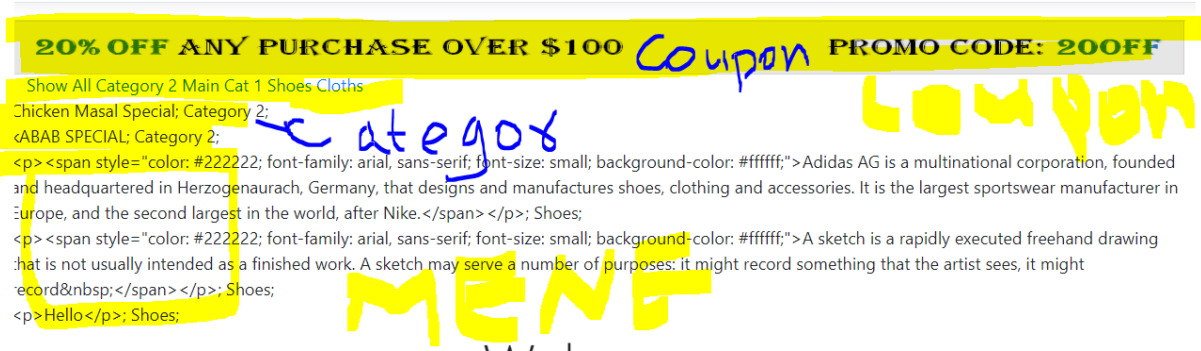 20% OFF ANY PURCHASE OVER $100 Coupon PROMO CODE: 20OFF
Show All Category 2 Main Cat 1 Shoes Cloths
Coupon
Chicken Masal Special; Category 2;
Categor
KABAB SPECIAL; Category 2;
<p><span style="color: #222222; font-family: arial, sans-serif; font-size: small; background-color: #ffffff;">Adidas AG is a multinational corporation, founded
and headquartered in Herzogenaurach, Germany, that designs and manufactures shoes, clothing and accessories. It is the largest sportswear manufacturer in
Europe, and the second largest in the world, after Nike.</span></p>; Shoes;
<p><span style="color: #222222; font-family: arial, sans-serif; font-size: small; background-color: #ffffff;">A sketch is a rapidly executed freehand drawing
that is not usually intended as a finished work. A sketch may serve a number of purposes: it might record something that the artist sees, it might
record&nbsp;</span></p>; Shoes;
MENE
<p>Hello</p>; Shoes;